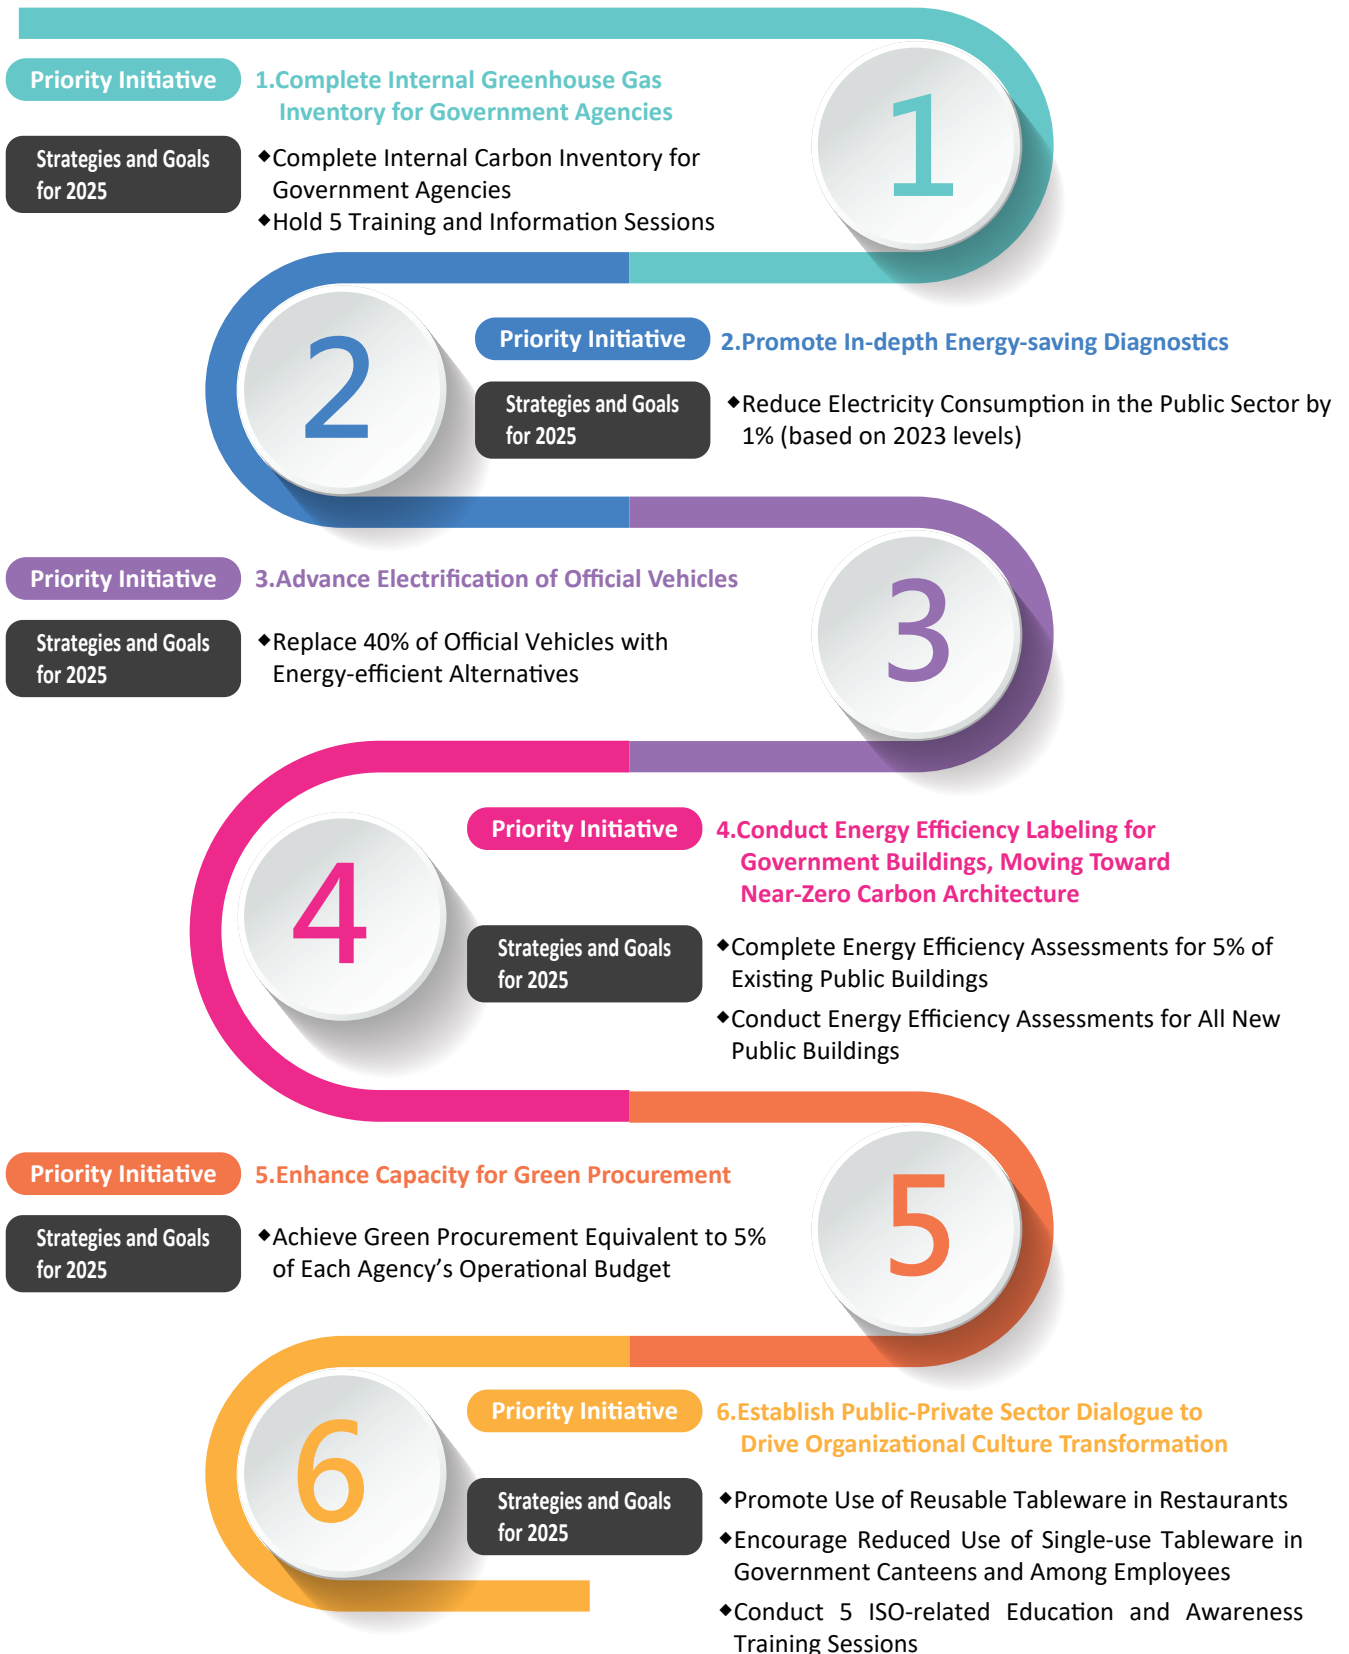 1
Priority Initiative
1.Complete Internal Greenhouse Gas
Inventory for Government Agencies
Strategies and Goals
for 2025
◆Complete Internal Carbon Inventory for
Government Agencies
◆Hold 5 Training and Information Sessions
2
Priority Initiative
2.Promote In-depth Energy-saving Diagnostics
Strategies and Goals
for 2025
◆Reduce Electricity Consumption in the Public Sector by
1% (based on 2023 levels)
3
Priority Initiative
3.Advance Electrification of Official Vehicles
Strategies and Goals
for 2025
◆Replace 40% of Official Vehicles with
Energy-efficient Alternatives
4
Priority Initiative
4.Conduct Energy Efficiency Labeling for
Government Buildings, Moving Toward
Near-Zero Carbon Architecture
Strategies and Goals
for 2025
◆Complete Energy Efficiency Assessments for 5% of
Existing Public Buildings
◆Conduct Energy Efficiency Assessments for All New
Public Buildings
5
Priority Initiative
5.Enhance Capacity for Green Procurement
Strategies and Goals
for 2025
◆Achieve Green Procurement Equivalent to 5%
of Each Agency’s Operational Budget
6
Priority Initiative
6.Establish Public-Private Sector Dialogue to
Drive Organizational Culture Transformation
Strategies and Goals
for 2025
◆Promote Use of Reusable Tableware in Restaurants
◆Encourage Reduced Use of Single-use Tableware in
Government Canteens and Among Employees
◆Conduct 5 ISO-related Education and Awareness
Training Sessions